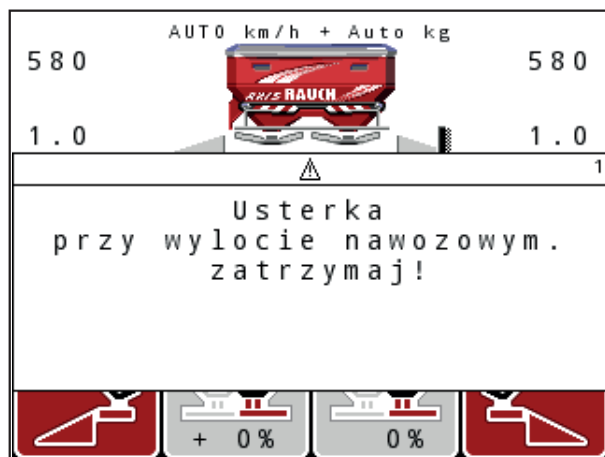 AUTO km/h + Auto kg
580 580
AXIS RAUCH
1.0 1.0
1
Usterka
przy wylocie nawozowym.
zatrzymaj!
+ 0% 0%